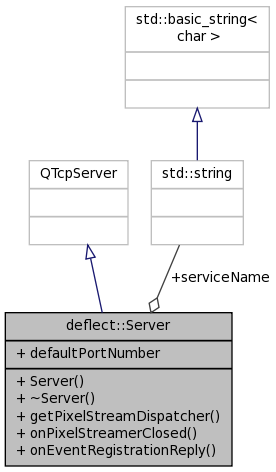 std::basic_string<
char >
QTcpServer
std::string
+serviceName
deflect::Server
+ defaultPortNumber
+ Server()
+ ~Server()
+ getPixelStreamDispatcher()
+ onPixelStreamerClosed()
+ onEventRegistrationReply()